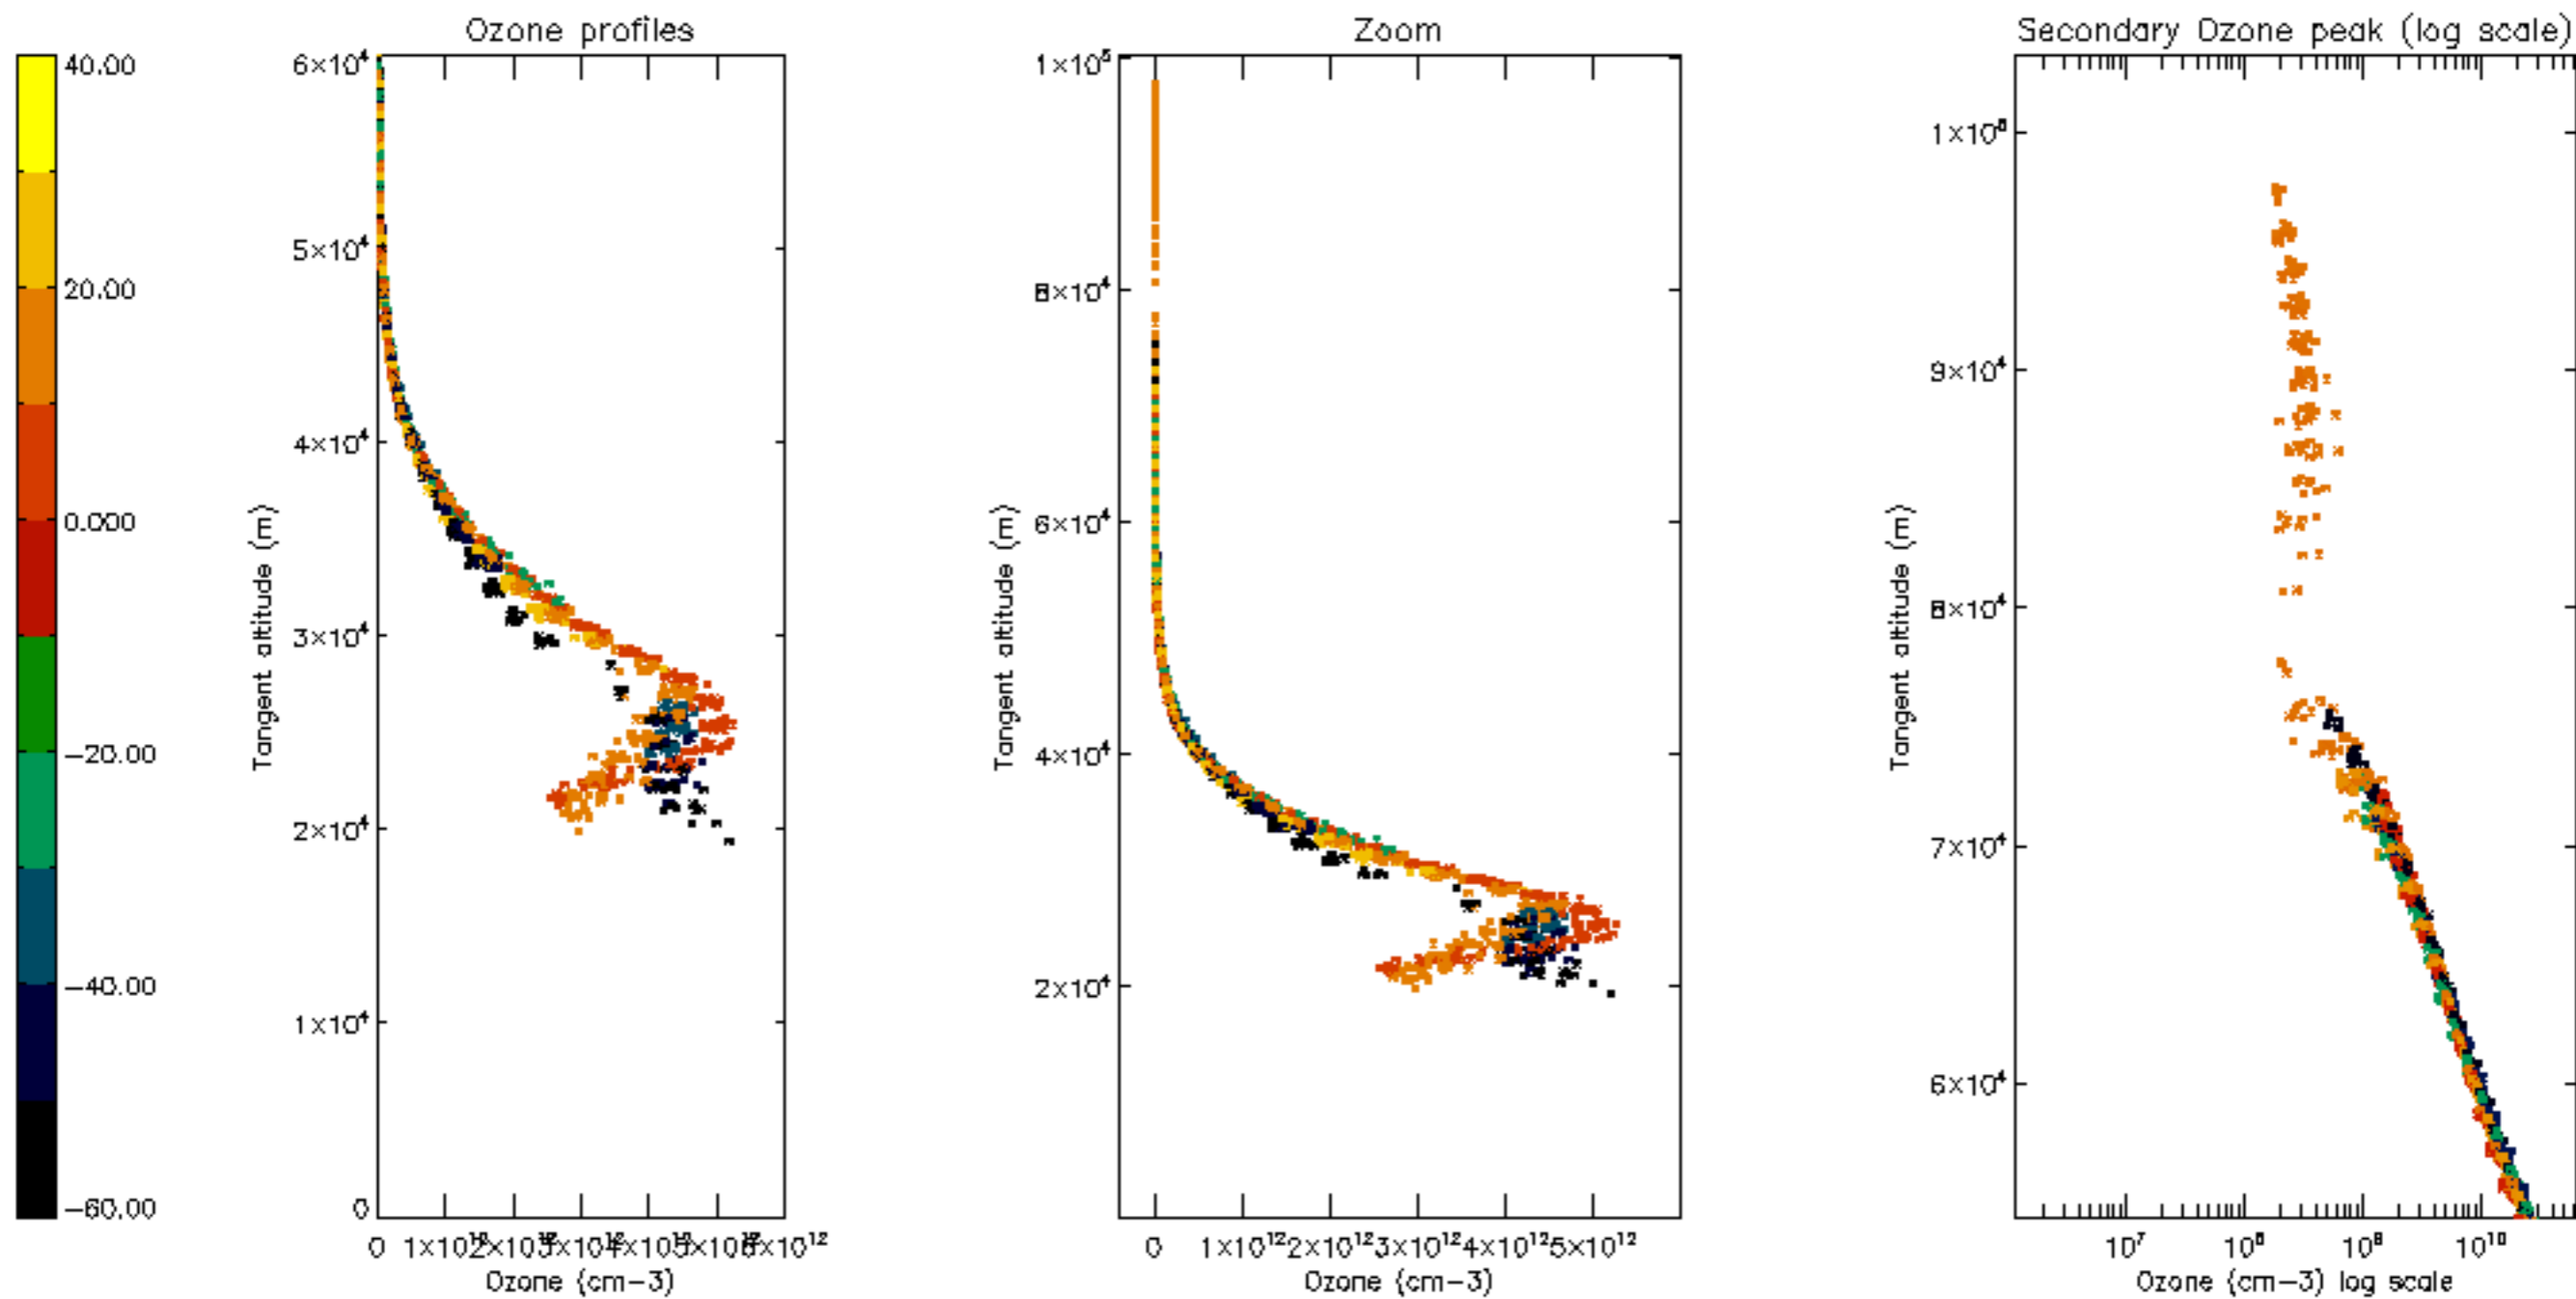 Ozone profiles
Zoom
Secondary Ozone peak (log scale)
40.00
20.00
0.000
−20.00
−40.00
−60.00
Tangent altitude (m)
6×10⁴
5×10⁴
4×10⁴
3×10⁴
2×10⁴
1×10⁴
0
0
Ozone (cm−3)
Tangent altitude (m)
1×10⁵
8×10⁴
6×10⁴
4×10⁴
2×10⁴
0 1×10¹² 2×10¹² 3×10¹² 4×10¹² 5×10¹²
Ozone (cm−3)
Tangent altitude (m)
9×10⁴
8×10⁴
7×10⁴
6×10⁴
10⁷ 10⁸ 10⁹ 10¹⁰
Ozone (cm−3) log scale